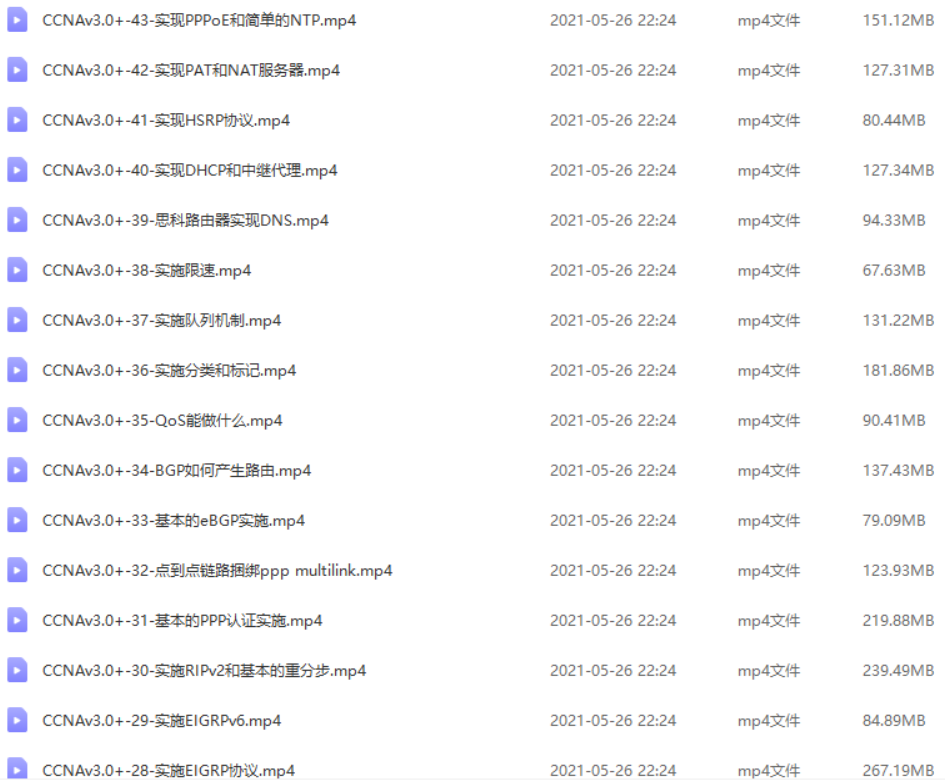 CCNAv3.0+-43-实现PPPoE和简单的NTP.mp4 2021-05-26 22:24 mp4文件 151.12MB
CCNAv3.0+-42-实现PAT和NAT服务器.mp4 2021-05-26 22:24 mp4文件 127.31MB
CCNAv3.0+-41-实现HSRP协议.mp4 2021-05-26 22:24 mp4文件 80.44MB
CCNAv3.0+-40-实现DHCP和中继代理.mp4 2021-05-26 22:24 mp4文件 127.34MB
CCNAv3.0+-39-思科路由器实现DNS.mp4 2021-05-26 22:24 mp4文件 94.33MB
CCNAv3.0+-38-实施限速.mp4 2021-05-26 22:24 mp4文件 67.63MB
CCNAv3.0+-37-实施队列机制.mp4 2021-05-26 22:24 mp4文件 131.22MB
CCNAv3.0+-36-实施分类和标记.mp4 2021-05-26 22:24 mp4文件 181.86MB
CCNAv3.0+-35-QoS能做什么.mp4 2021-05-26 22:24 mp4文件 90.41MB
CCNAv3.0+-34-BGP如何产生路由.mp4 2021-05-26 22:24 mp4文件 137.43MB
CCNAv3.0+-33-基本的eBGP实施.mp4 2021-05-26 22:24 mp4文件 79.09MB
CCNAv3.0+-32-点到点链路捆绑ppp multilink.mp4 2021-05-26 22:24 mp4文件 123.93MB
CCNAv3.0+-31-基本的PPP认证实施.mp4 2021-05-26 22:24 mp4文件 219.88MB
CCNAv3.0+-30-实施RIPv2和基本的重分步.mp4 2021-05-26 22:24 mp4文件 239.49MB
CCNAv3.0+-29-实施EIGRPv6.mp4 2021-05-26 22:24 mp4文件 84.89MB
CCNAv3.0+-28-实施EIGRP协议.mp4 2021-05-26 22:24 mp4文件 267.19MB